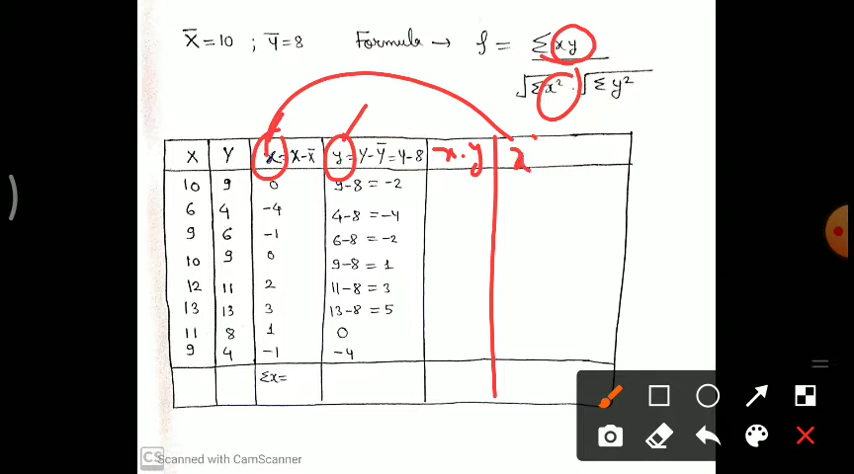 X̄ = 10 ; Ȳ = 8 Formula → ρ = Σxy / √Σx² · √Σy²
X Y x = X-X̄ y = Y-Ȳ = Y-8 x.y x
10 9 0 9-8 = -2
6 4 -4 4-8 = -4
9 6 -1 6-8 = -2
10 9 0 9-8 = 1
12 11 2 11-8 = 3
13 13 3 13-8 = 5
11 8 1 0
9 4 -1 -4
Σx=
CS Scanned with CamScanner